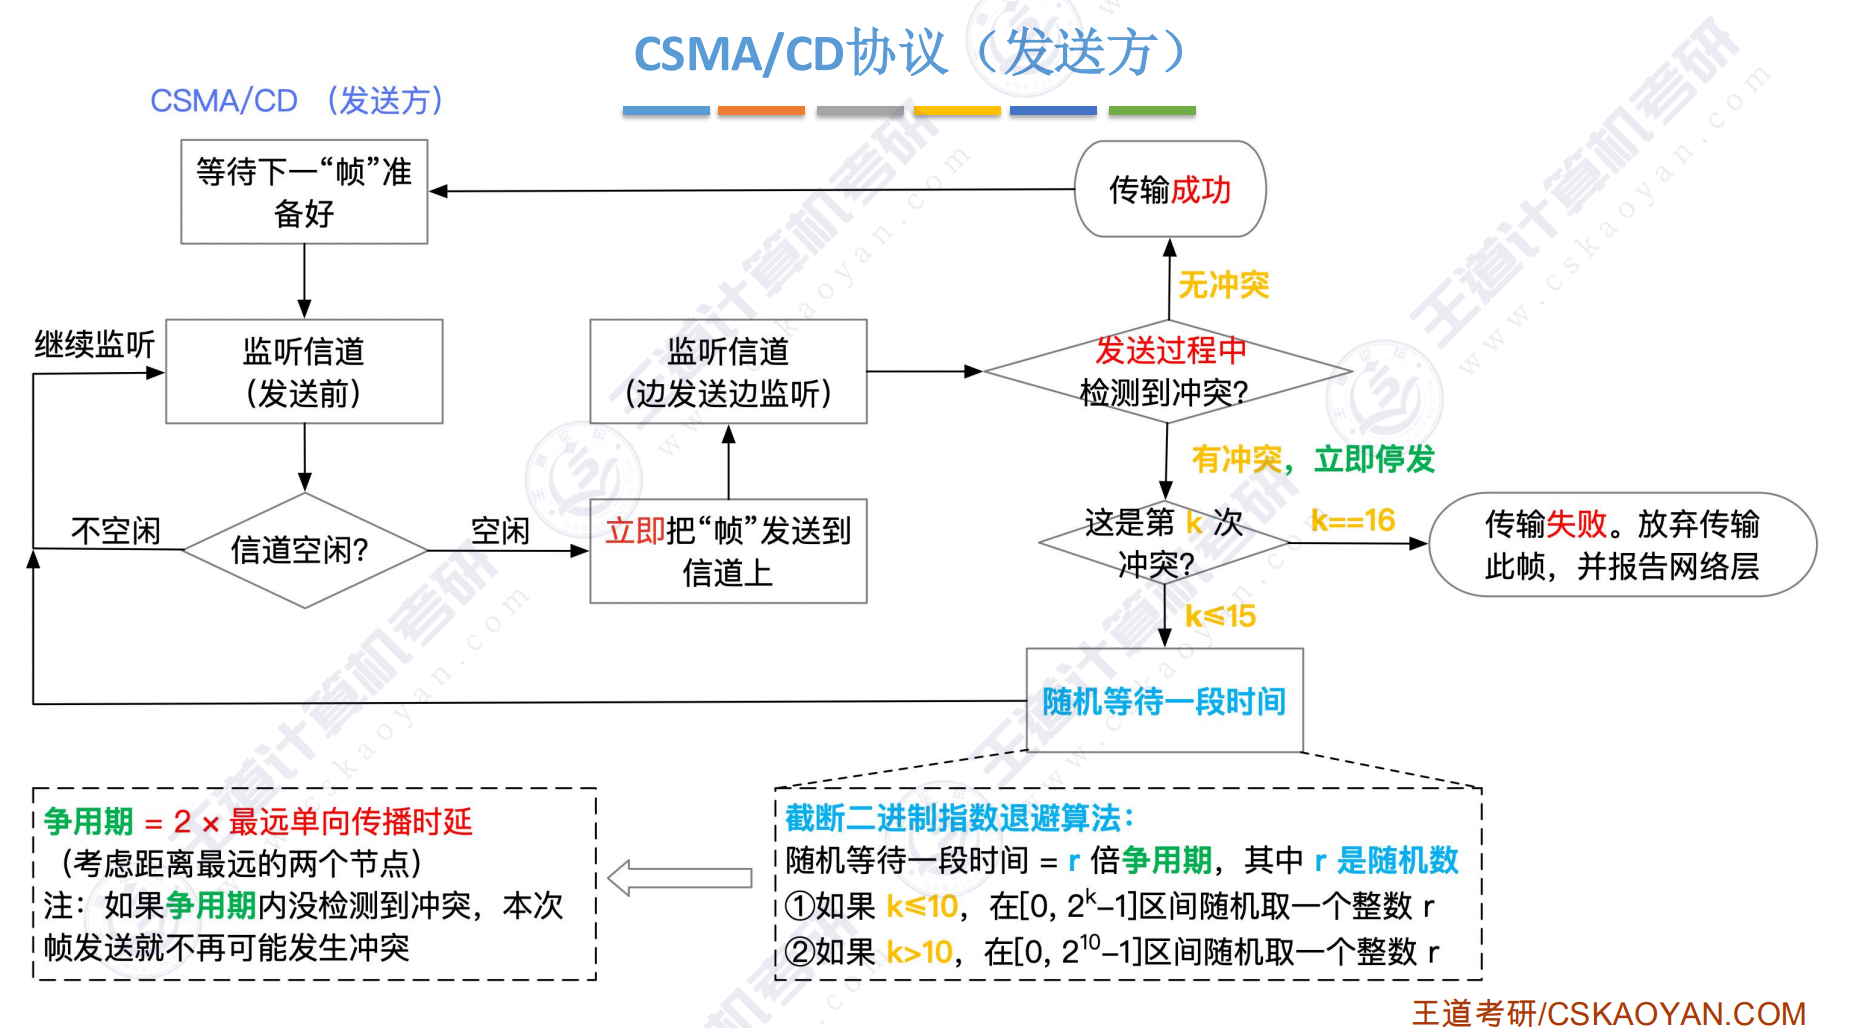 CSMA/CD协议（发送方）
CSMA/CD （发送方）
等待下一“帧”准
备好
传输成功
无冲突
继续监听
监听信道
（发送前）
监听信道
（边发送边监听）
发送过程中
检测到冲突？
有冲突，立即停发
不空闲
信道空闲？
空闲
立即把“帧”发送到
信道上
这是第 k 次
冲突？
k==16
传输失败。放弃传输
此帧，并报告网络层
k≤15
随机等待一段时间
争用期 = 2 × 最远单向传播时延
（考虑距离最远的两个节点）
注：如果争用期内没检测到冲突，本次
帧发送就不再可能发生冲突
截断二进制指数退避算法：
随机等待一段时间 = r 倍争用期，其中 r 是随机数
①如果 k≤10，在[0, 2^k–1]区间随机取一个整数 r
②如果 k>10，在[0, 2^10–1]区间随机取一个整数 r
王道考研/CSKAOYAN.COM
王道计算机考研
www.cskaoyan.com